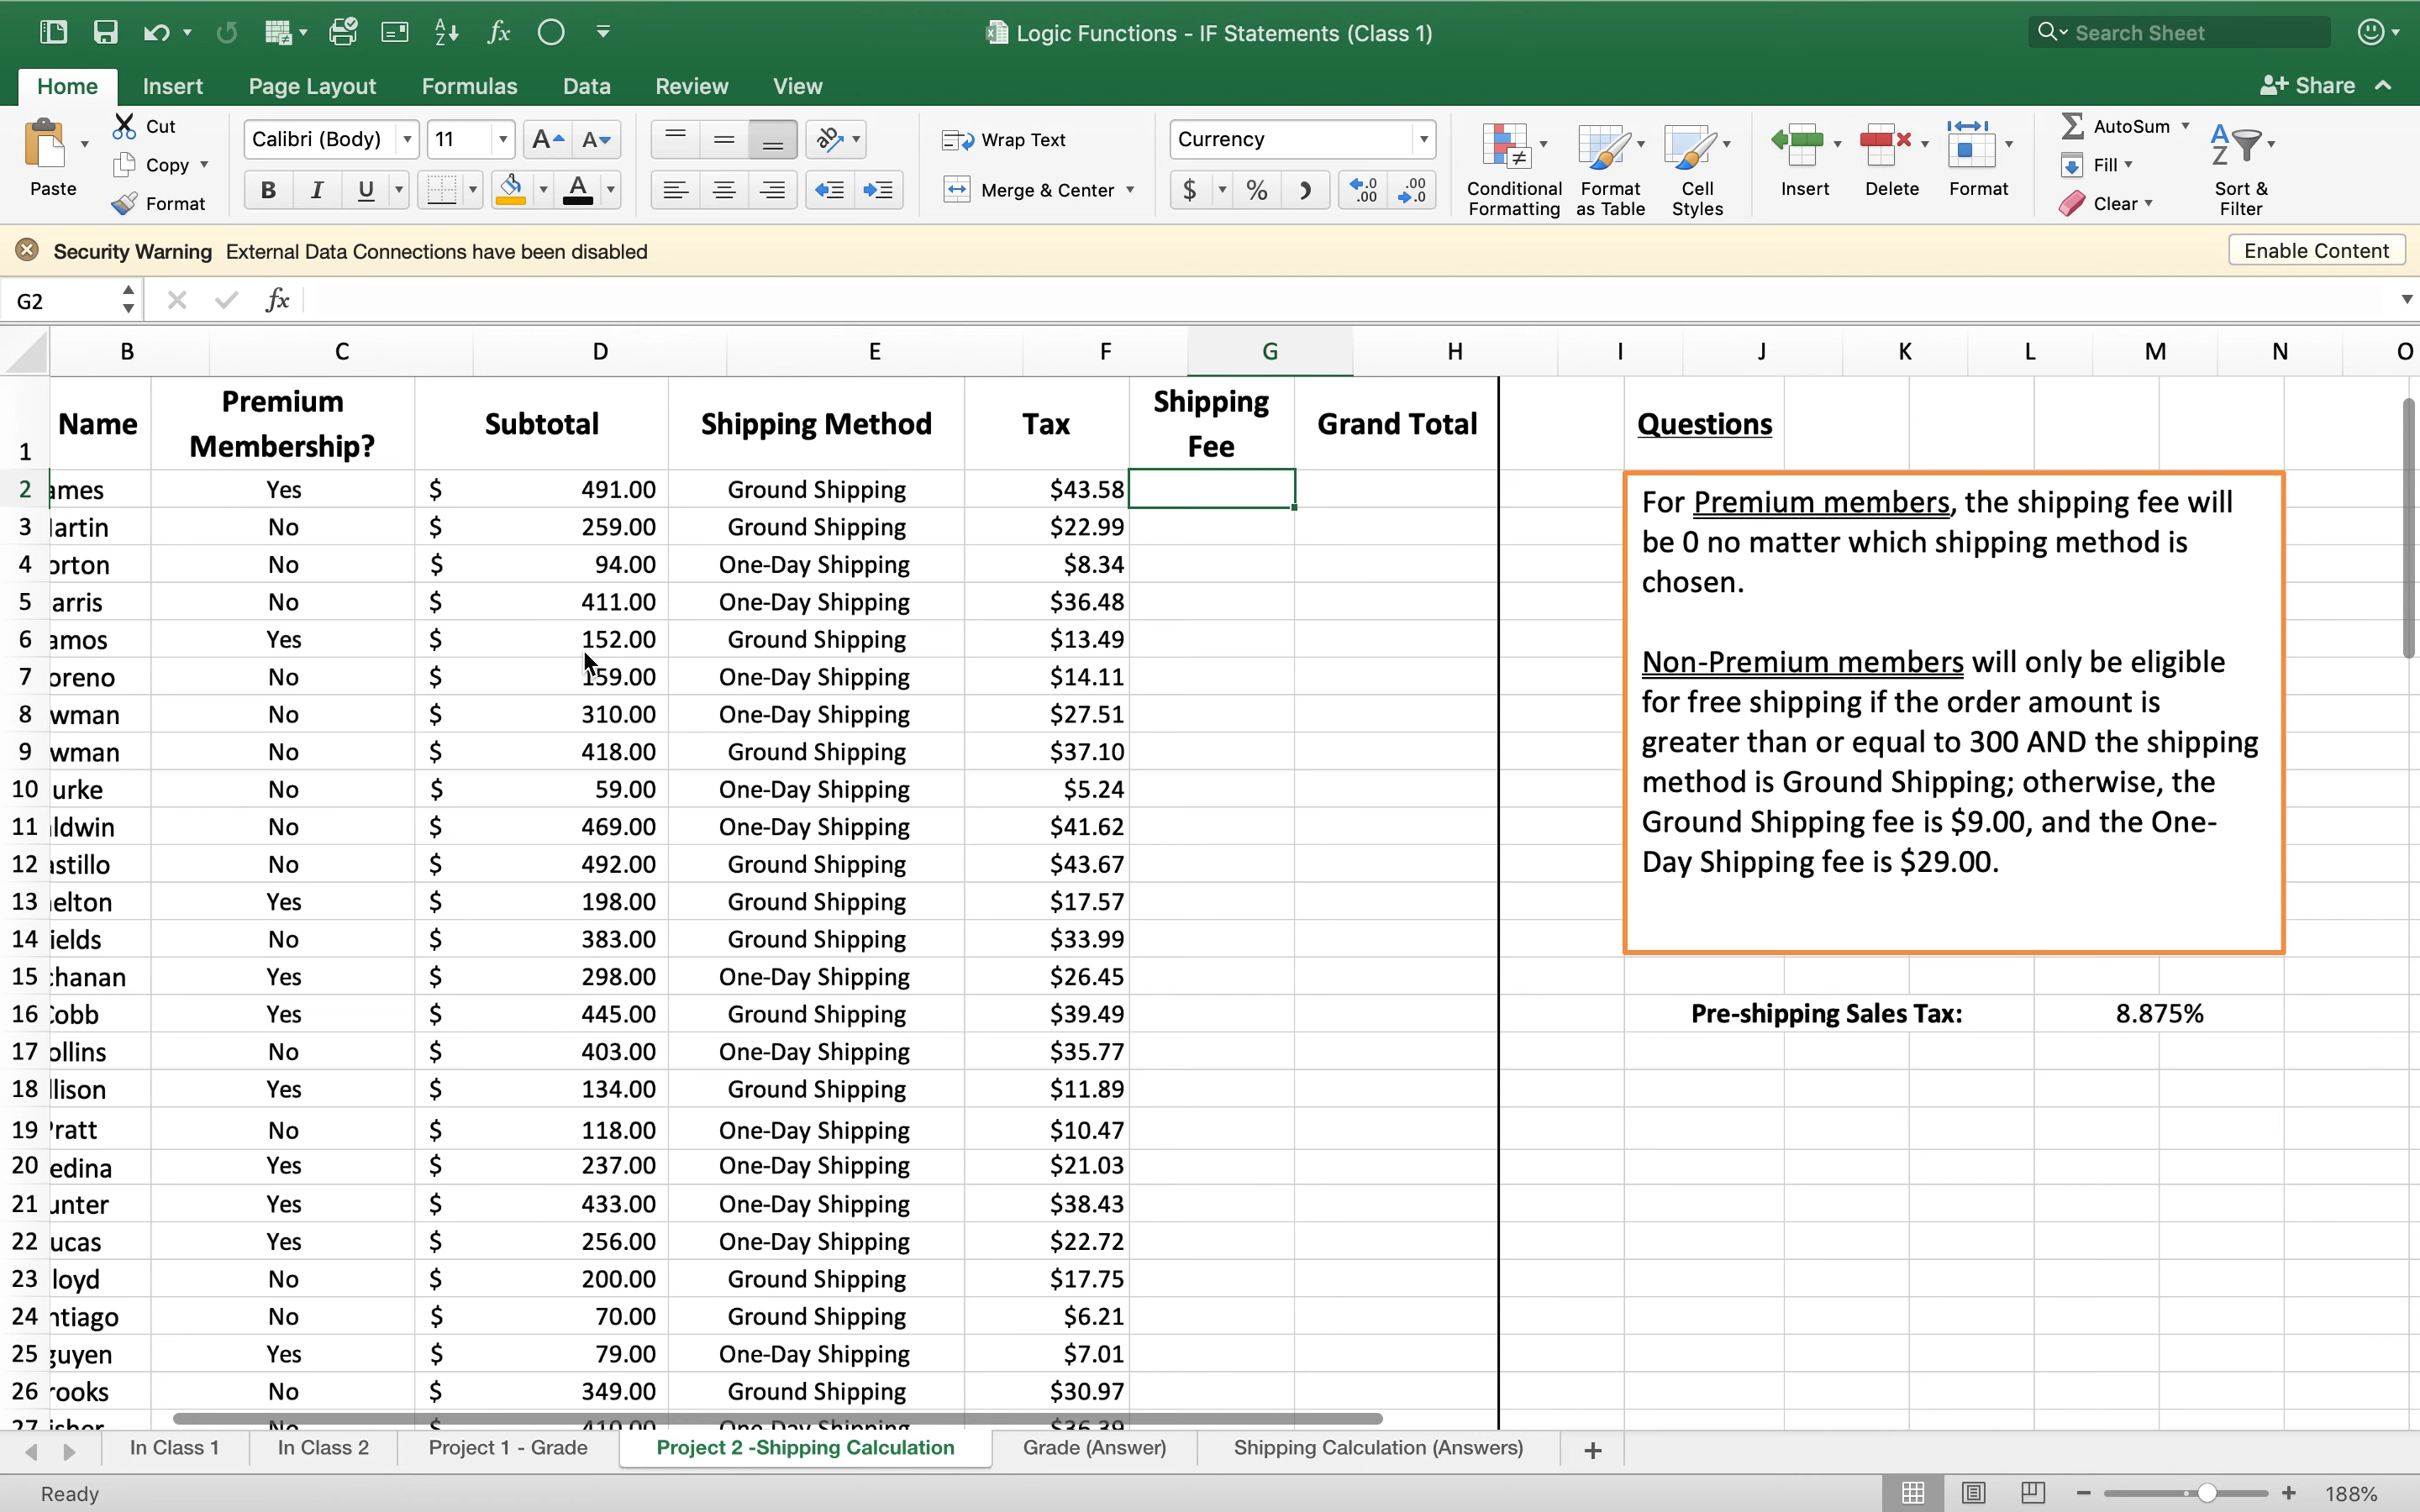 Logic Functions - IF Statements (Class 1)
Search Sheet
Home Insert Page Layout Formulas Data Review View
Share
Paste
Cut
Copy
Format
Calibri (Body) 11
B I U
Wrap Text
Merge & Center
Currency
$ %
Conditional Formatting
Format as Table
Cell Styles
Insert Delete Format
AutoSum
Fill
Clear
Sort & Filter
Security Warning External Data Connections have been disabled
Enable Content
G2 fx
B C D E F G H I J K L M N O
1 Name Premium Membership? Subtotal Shipping Method Tax Shipping Fee Grand Total Questions
2 ames Yes $ 491.00 Ground Shipping $43.58
3 artin No $ 259.00 Ground Shipping $22.99
4 orton No $ 94.00 One-Day Shipping $8.34
5 arris No $ 411.00 One-Day Shipping $36.48
6 amos Yes $ 152.00 Ground Shipping $13.49
7 oreno No $ 159.00 One-Day Shipping $14.11
8 wman No $ 310.00 One-Day Shipping $27.51
9 wman No $ 418.00 Ground Shipping $37.10
10 urke No $ 59.00 One-Day Shipping $5.24
11 ldwin No $ 469.00 One-Day Shipping $41.62
12 astillo No $ 492.00 Ground Shipping $43.67
13 elton Yes $ 198.00 Ground Shipping $17.57
14 ields No $ 383.00 Ground Shipping $33.99
15 chanan Yes $ 298.00 One-Day Shipping $26.45
16 Cobb Yes $ 445.00 Ground Shipping $39.49
17 ollins No $ 403.00 One-Day Shipping $35.77
18 llison Yes $ 134.00 Ground Shipping $11.89
19 Pratt No $ 118.00 One-Day Shipping $10.47
20 edina Yes $ 237.00 One-Day Shipping $21.03
21 unter Yes $ 433.00 One-Day Shipping $38.43
22 ucas Yes $ 256.00 One-Day Shipping $22.72
23 loyd No $ 200.00 Ground Shipping $17.75
24 ntiago No $ 70.00 Ground Shipping $6.21
25 guyen Yes $ 79.00 One-Day Shipping $7.01
26 rooks No $ 349.00 Ground Shipping $30.97
27 isher No $ 410.00 One-Day Shipping $36.39
For Premium members, the shipping fee will
be 0 no matter which shipping method is
chosen.
Non-Premium members will only be eligible
for free shipping if the order amount is
greater than or equal to 300 AND the shipping
method is Ground Shipping; otherwise, the
Ground Shipping fee is $9.00, and the One-
Day Shipping fee is $29.00.
Pre-shipping Sales Tax: 8.875%
In Class 1 In Class 2 Project 1 - Grade Project 2 -Shipping Calculation Grade (Answer) Shipping Calculation (Answers)
Ready 188%